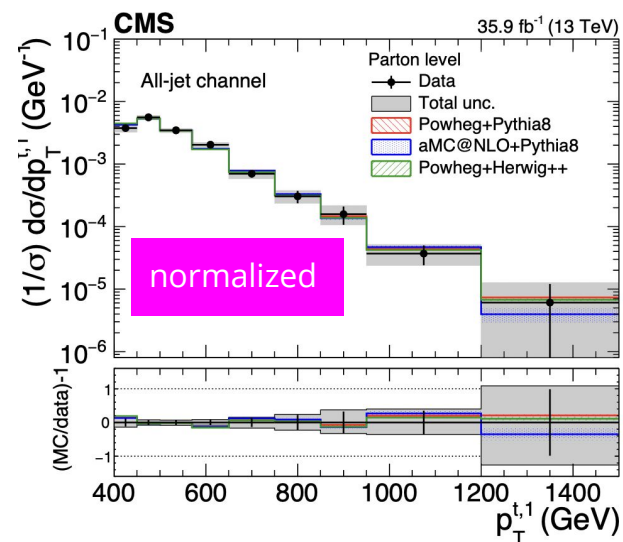 CMS 35.9 fb⁻¹ (13 TeV)
(1/σ) dσ/dp_T^{t,1} (GeV⁻¹)
10⁻¹
10⁻²
10⁻³
10⁻⁴
10⁻⁵
10⁻⁶
All-jet channel
Parton level
Data
Total unc.
Powheg+Pythia8
aMC@NLO+Pythia8
Powheg+Herwig++
normalized
(MC/data)-1
1
0
−1
400 600 800 1000 1200 1400
p_T^{t,1} (GeV)